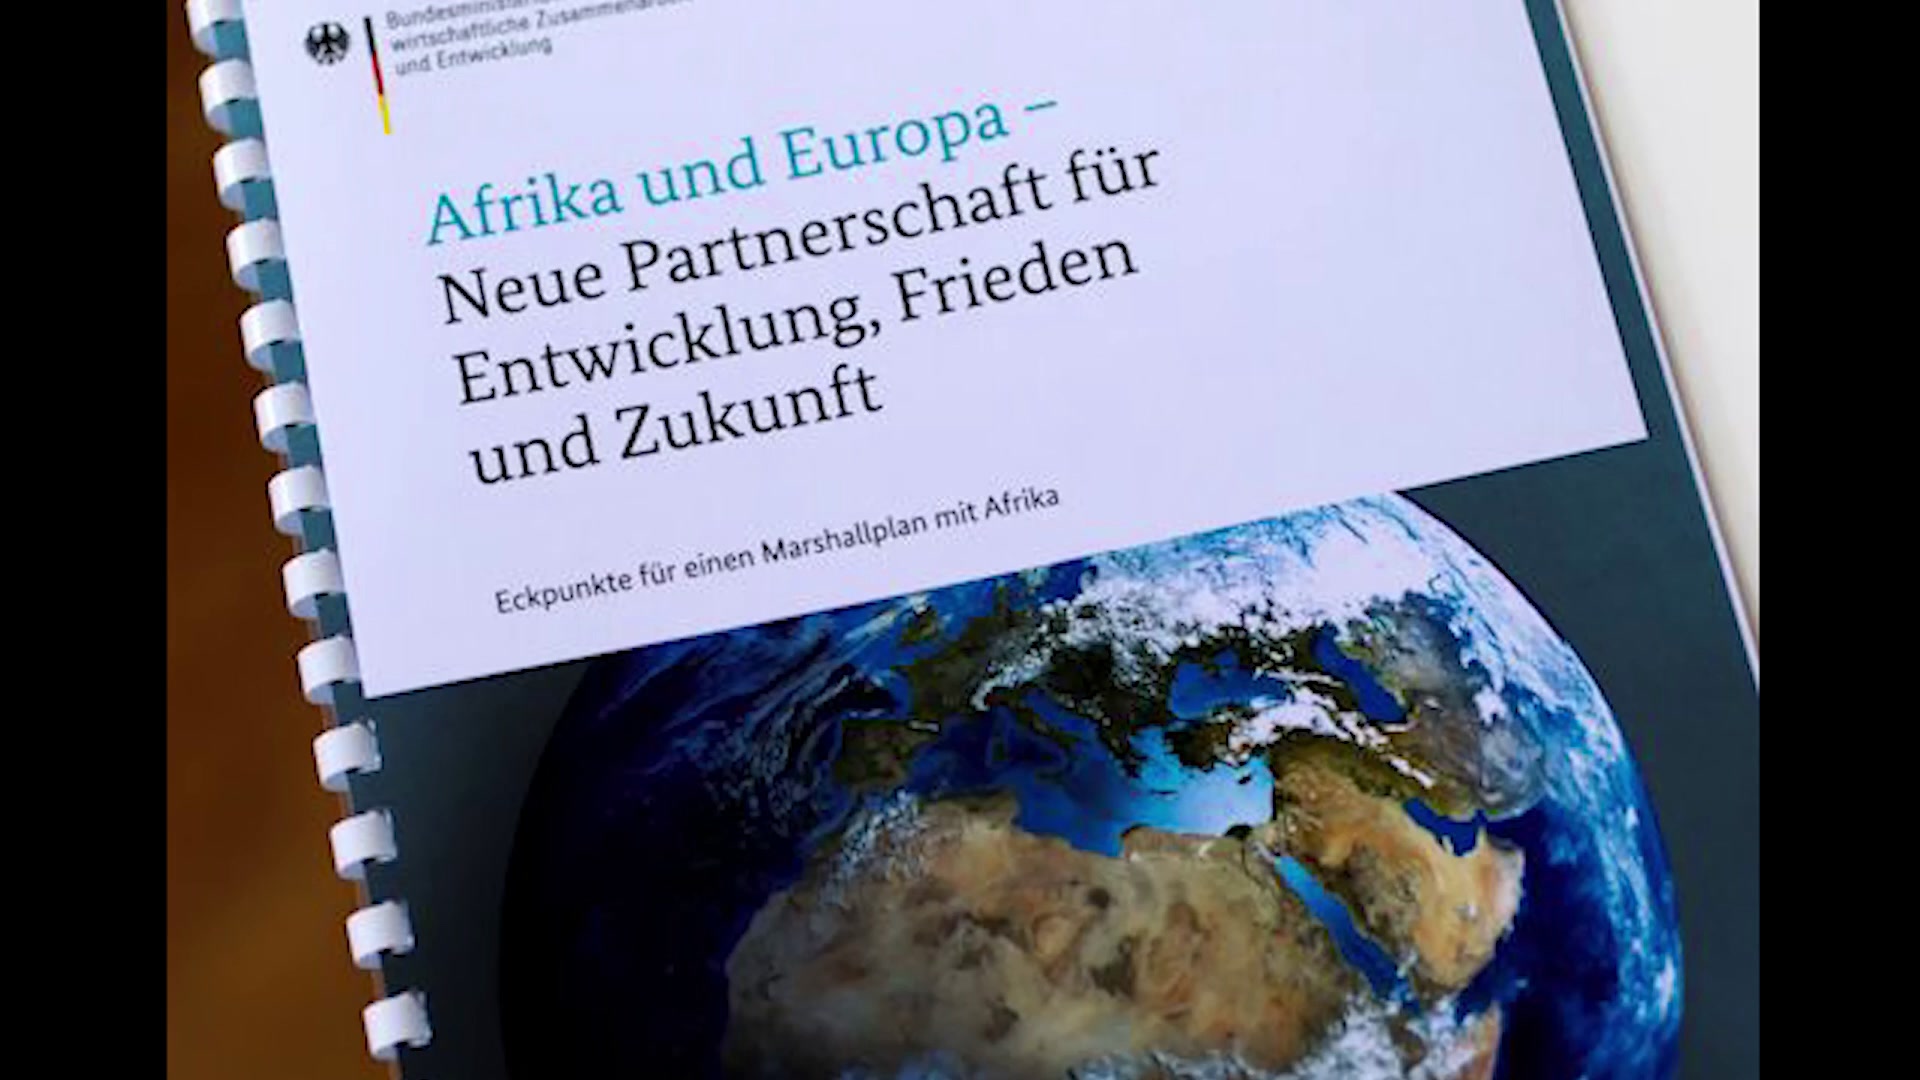 wirtschaftliche
und Entwicklung
Afrika und Europa –
Neue Partnerschaft für
Entwicklung, Frieden
und Zukunft
Eckpunkte für einen Marshallplan mit Afrika